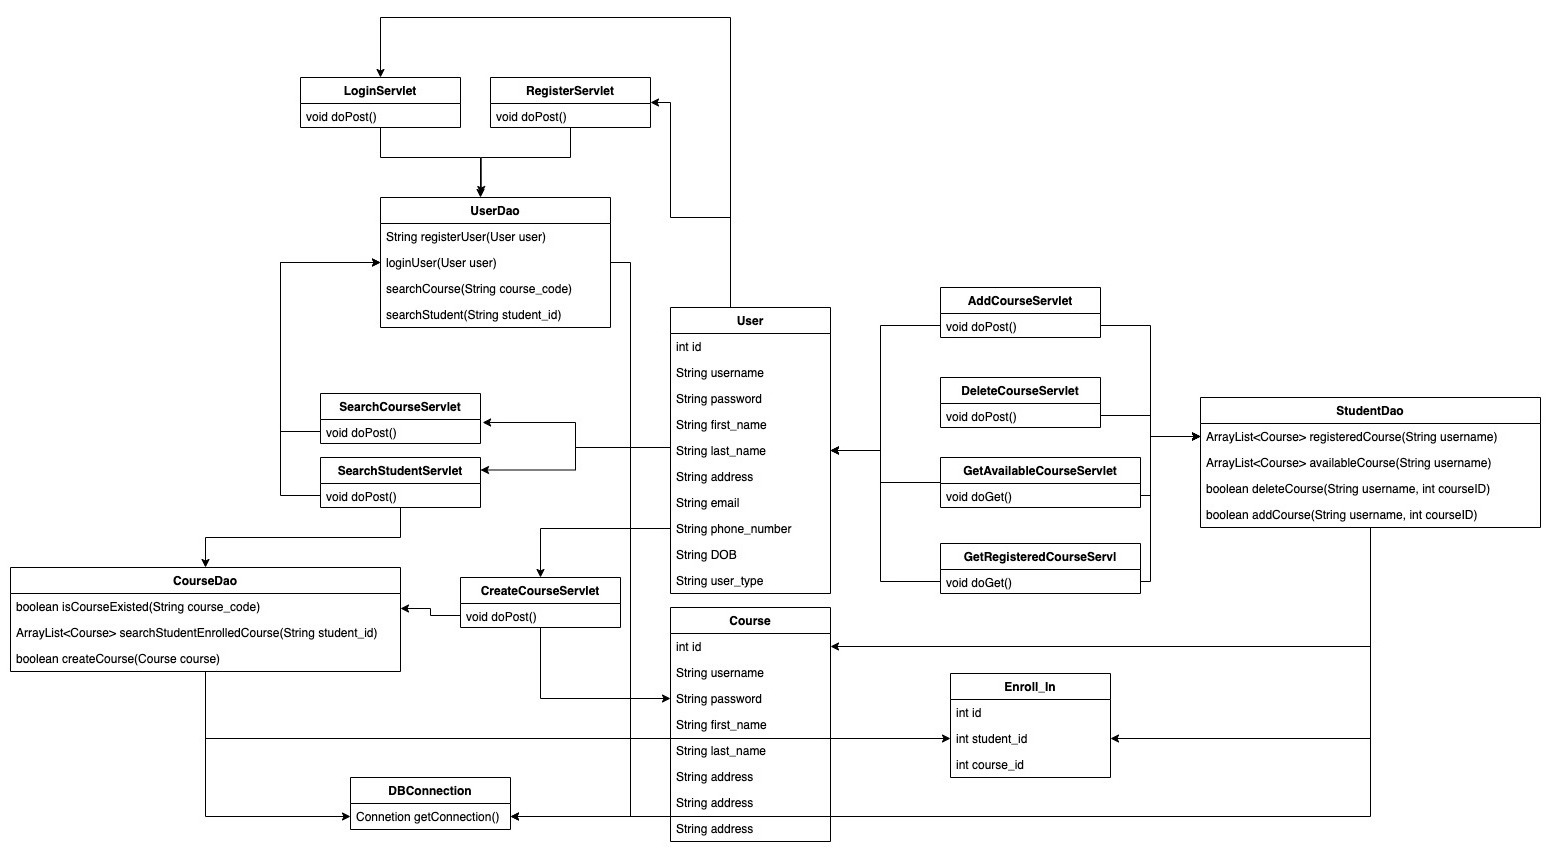 LoginServlet
void doPost()
RegisterServlet
void doPost()
UserDao
String registerUser(User user)
loginUser(User user)
searchCourse(String course_code)
searchStudent(String student_id)
User
int id
String username
String password
String first_name
String last_name
String address
String email
String phone_number
String DOB
String user_type
AddCourseServlet
void doPost()
DeleteCourseServlet
void doPost()
GetAvailableCourseServlet
void doGet()
GetRegisteredCourseServl
void doGet()
StudentDao
ArrayList<Course> registeredCourse(String username)
ArrayList<Course> availableCourse(String username)
boolean deleteCourse(String username, int courseID)
boolean addCourse(String username, int courseID)
SearchCourseServlet
void doPost()
SearchStudentServlet
void doPost()
CourseDao
boolean isCourseExisted(String course_code)
ArrayList<Course> searchStudentEnrolledCourse(String student_id)
boolean createCourse(Course course)
CreateCourseServlet
void doPost()
Course
int id
String username
String password
String first_name
String last_name
String address
String address
String address
Enroll_In
int id
int student_id
int course_id
DBConnection
Connetion getConnection()